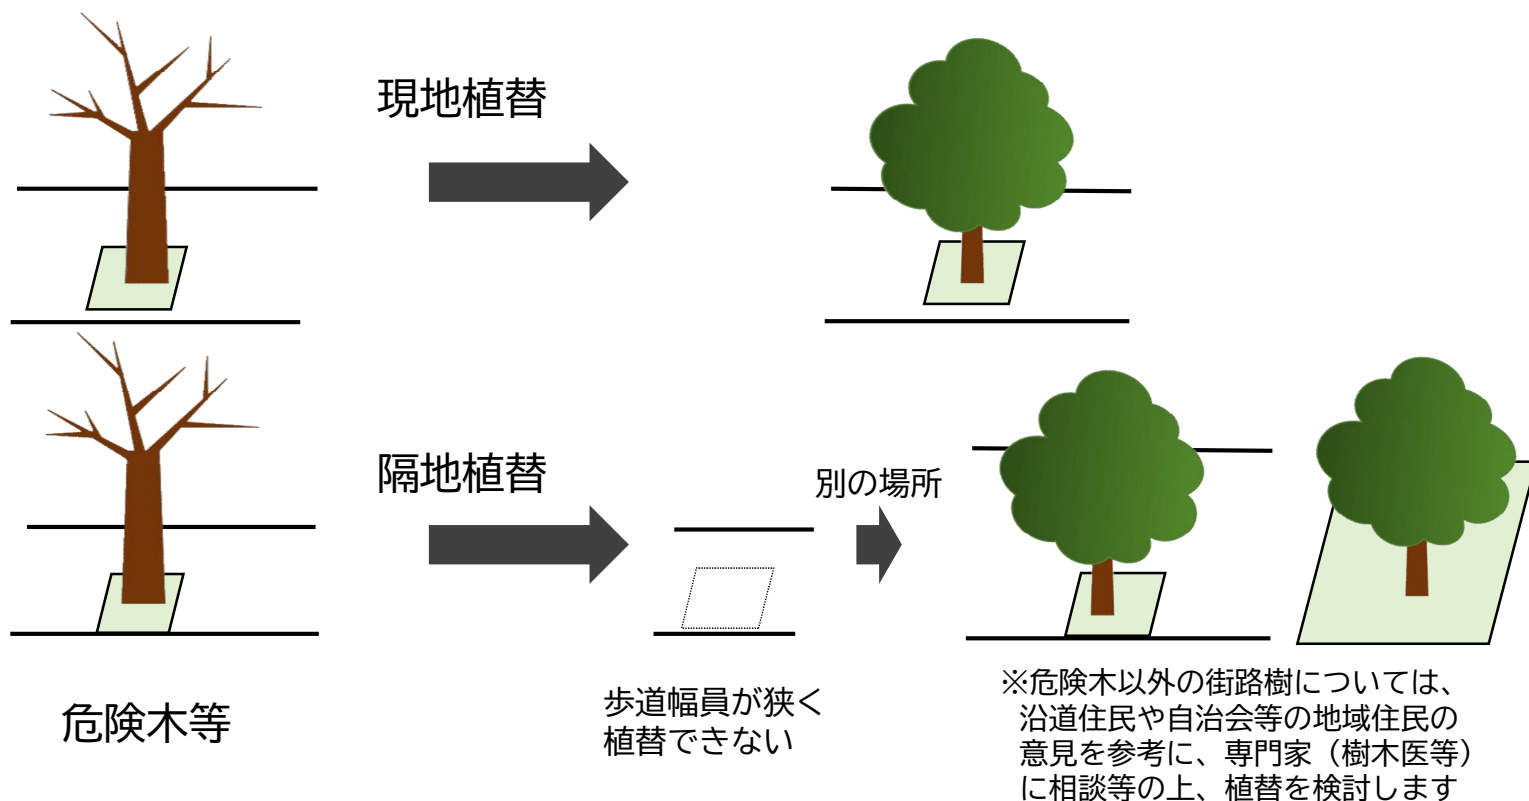 現地植替
隔地植替
別の場所
危険木等
歩道幅員が狭く
植替できない
※危険木以外の街路樹については、
沿道住民や自治会等の地域住民の
意見を参考に、専門家（樹木医等）
に相談等の上、植替を検討します